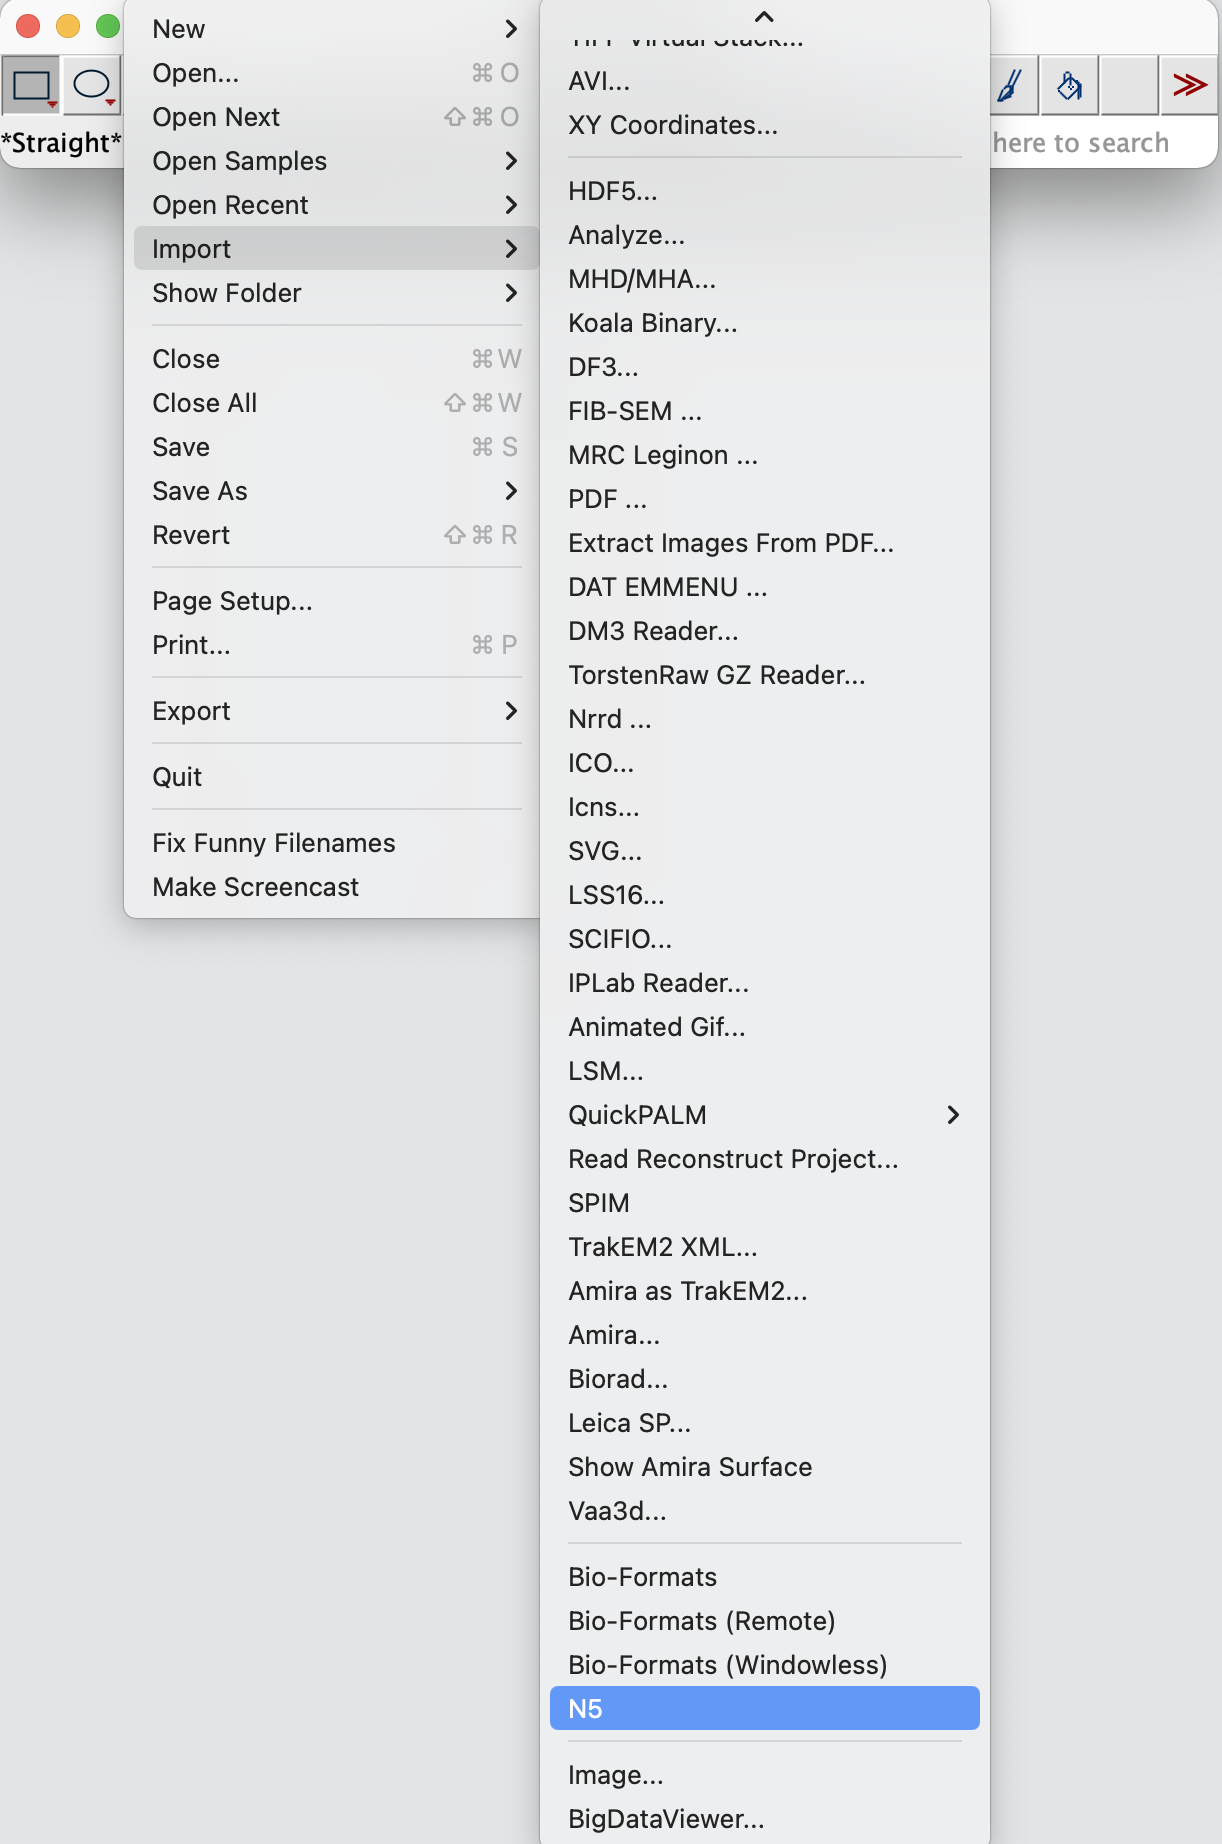 New
Open... ⌘ O
Open Next ⇧ ⌘ O
Open Samples
Open Recent
Import
Show Folder
Close ⌘ W
Close All ⇧ ⌘ W
Save ⌘ S
Save As
Revert ⇧ ⌘ R
Page Setup...
Print... ⌘ P
Export
Quit
Fix Funny Filenames
Make Screencast
*Straight*
here to search
Virtual Stack...
AVI...
XY Coordinates...
HDF5...
Analyze...
MHD/MHA...
Koala Binary...
DF3...
FIB-SEM ...
MRC Leginon ...
PDF ...
Extract Images From PDF...
DAT EMMENU ...
DM3 Reader...
TorstenRaw GZ Reader...
Nrrd ...
ICO...
Icns...
SVG...
LSS16...
SCIFIO...
IPLab Reader...
Animated Gif...
LSM...
QuickPALM
Read Reconstruct Project...
SPIM
TrakEM2 XML...
Amira as TrakEM2...
Amira...
Biorad...
Leica SP...
Show Amira Surface
Vaa3d...
Bio-Formats
Bio-Formats (Remote)
Bio-Formats (Windowless)
N5
Image...
BigDataViewer...